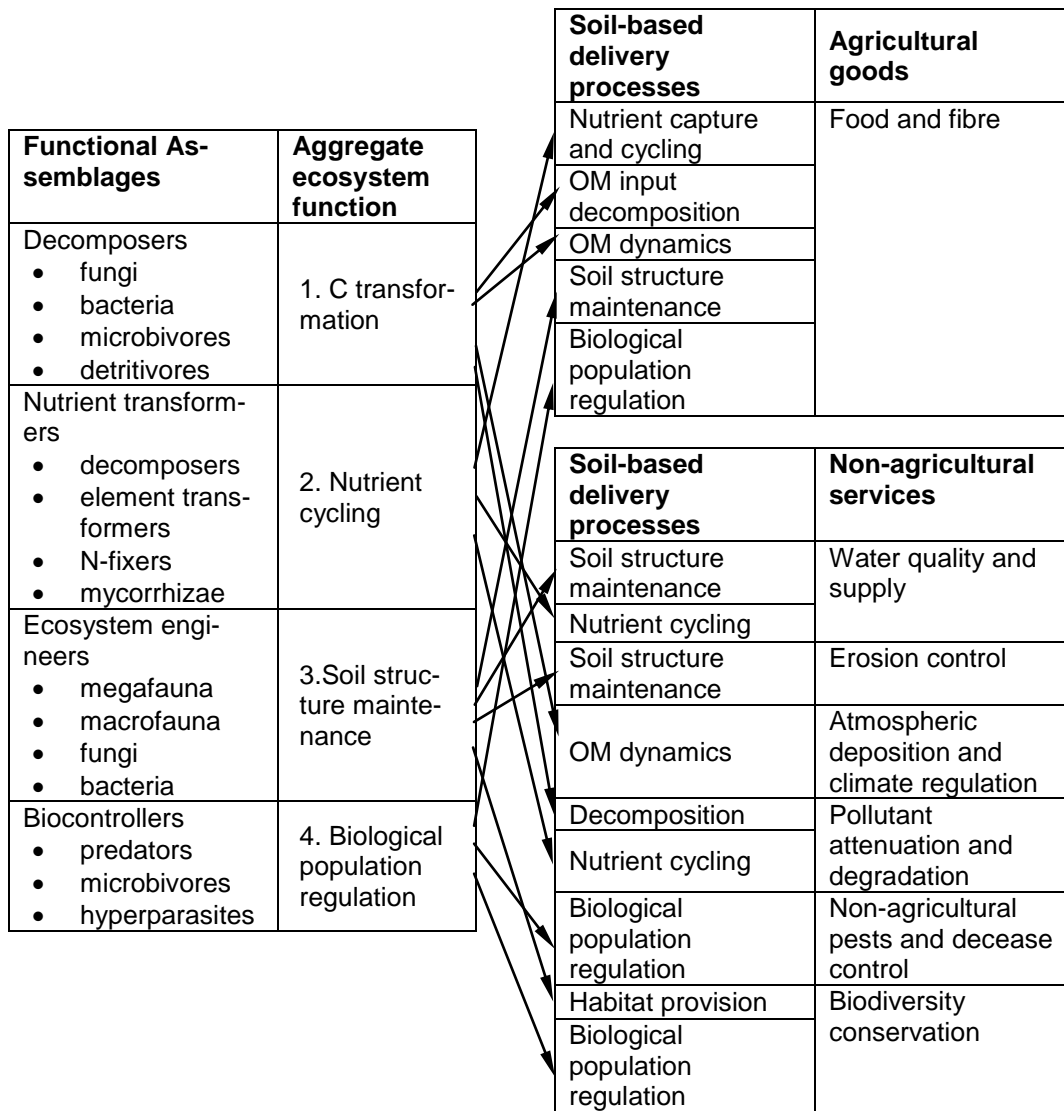 Functional As-
semblages
Aggregate
ecosystem
function
Decomposers
• fungi
• bacteria
• microbivores
• detritivores
1. C transfor-
mation
Nutrient transform-
ers
• decomposers
• element trans-
formers
• N-fixers
• mycorrhizae
2. Nutrient
cycling
Ecosystem engi-
neers
• megafauna
• macrofauna
• fungi
• bacteria
3.Soil struc-
ture mainte-
nance
Biocontrollers
• predators
• microbivores
• hyperparasites
4. Biological
population
regulation
Soil-based
delivery
processes
Agricultural
goods
Nutrient capture
and cycling
Food and fibre
OM input
decomposition
OM dynamics
Soil structure
maintenance
Biological
population
regulation
Soil-based
delivery
processes
Non-agricultural
services
Soil structure
maintenance
Water quality and
supply
Nutrient cycling
Soil structure
maintenance
Erosion control
OM dynamics
Atmospheric
deposition and
climate regulation
Decomposition
Pollutant
attenuation and
degradation
Nutrient cycling
Biological
population
regulation
Non-agricultural
pests and decease
control
Habitat provision
Biodiversity
conservation
Biological
population
regulation